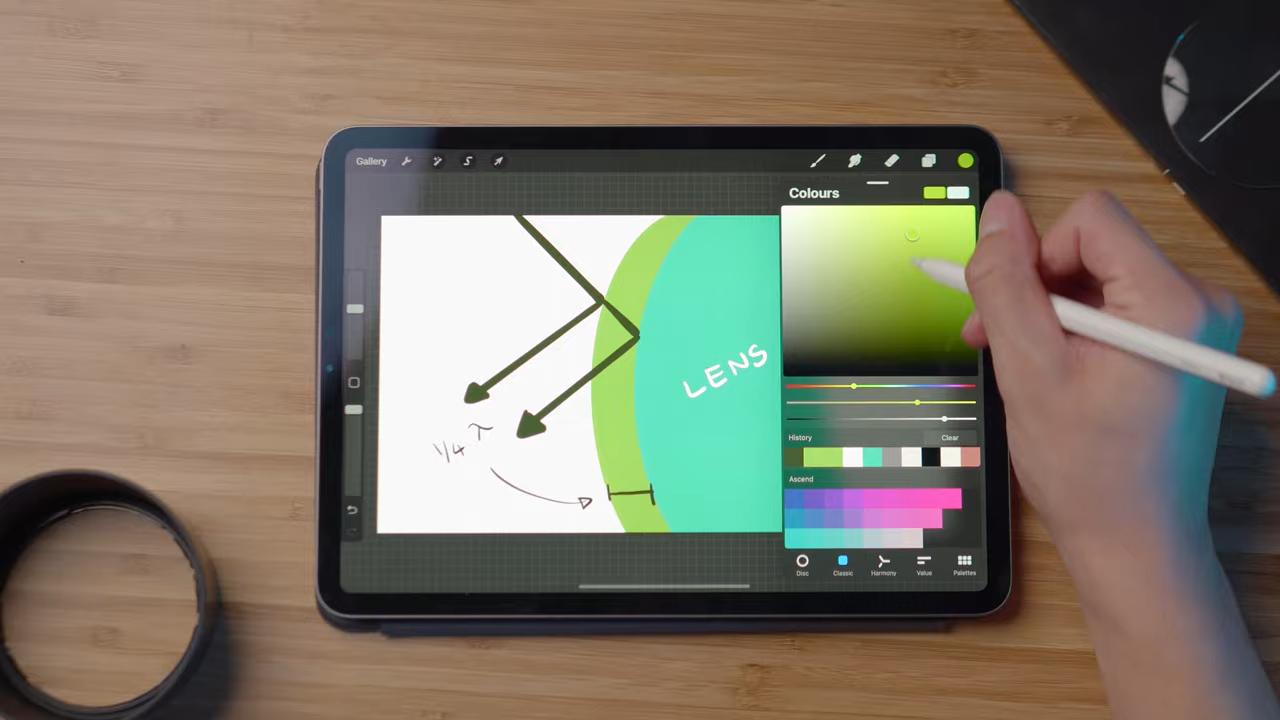 Gallery
Colours
LENS
1/4 λ
History
Clear
Ascend
Disc
Classic
Harmony
Value
Palettes